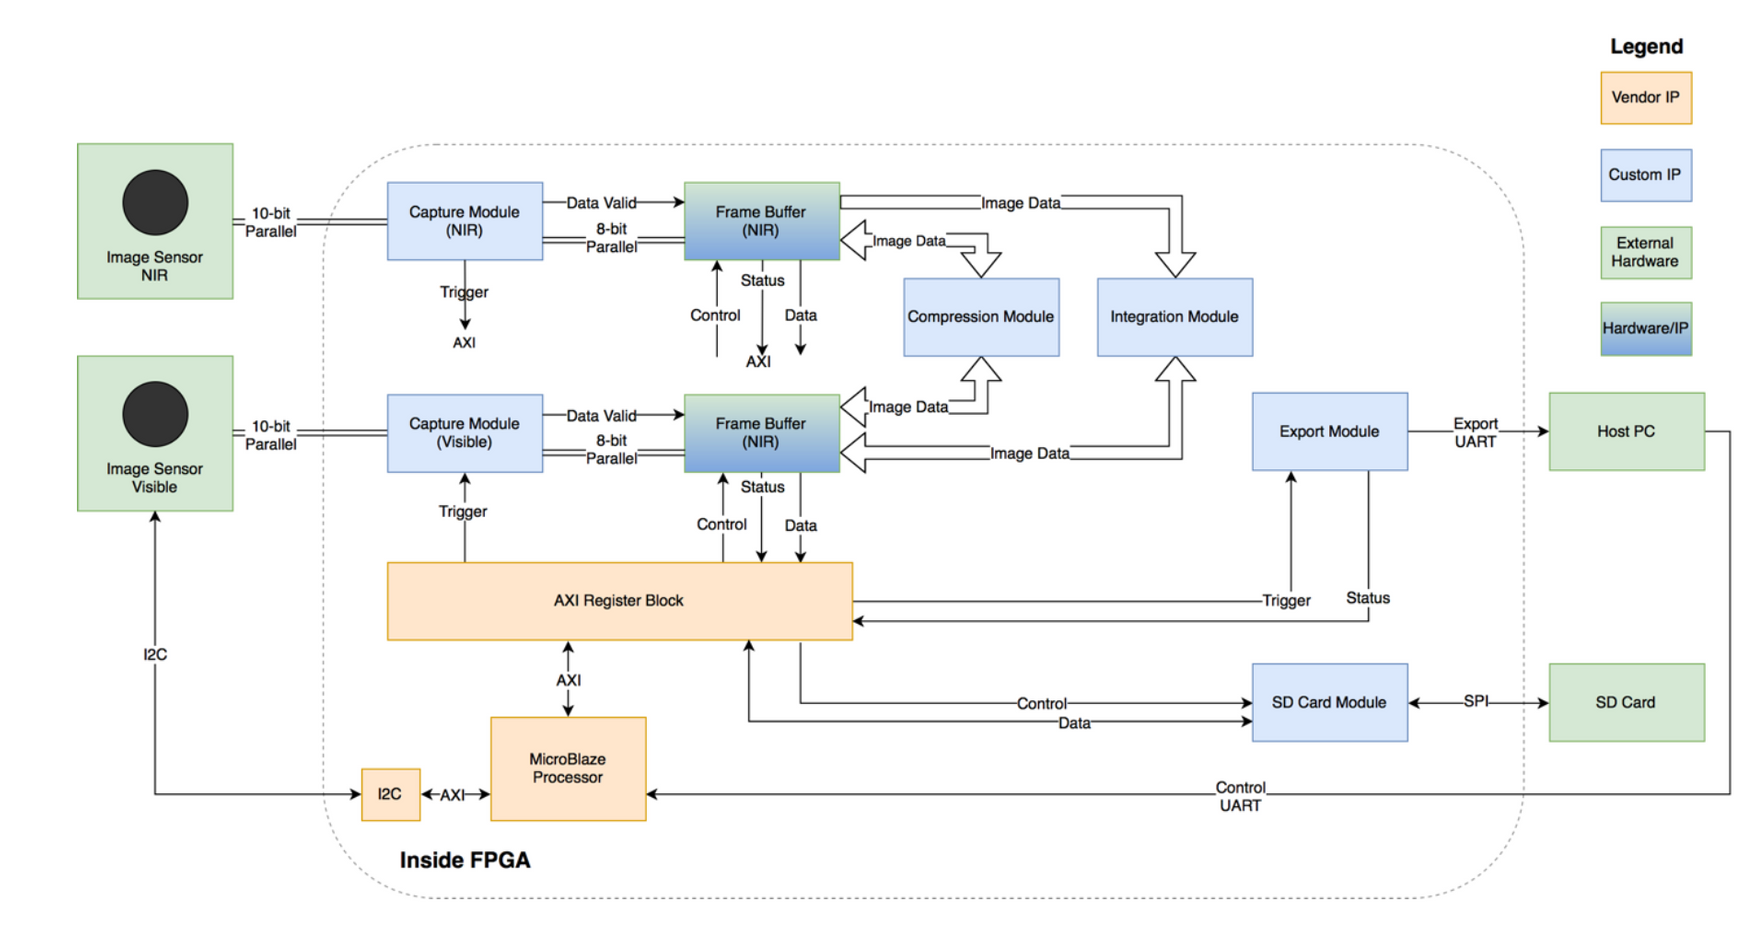 Legend
Vendor IP
Custom IP
External
Hardware
Hardware/IP
Image Sensor
NIR
10-bit
Parallel
Capture Module
(NIR)
Data Valid
8-bit
Parallel
Frame Buffer
(NIR)
Image Data
Image Data
Trigger
AXI
Control
Status
Data
AXI
Compression Module
Integration Module
Image Sensor
Visible
10-bit
Parallel
Capture Module
(Visible)
Data Valid
8-bit
Parallel
Frame Buffer
(NIR)
Image Data
Image Data
Export Module
Export
UART
Host PC
Trigger
Control
Status
Data
AXI Register Block
Trigger
Status
I2C
AXI
Control
Data
SD Card Module
SPI
SD Card
MicroBlaze
Processor
I2C
AXI
Control
UART
Inside FPGA